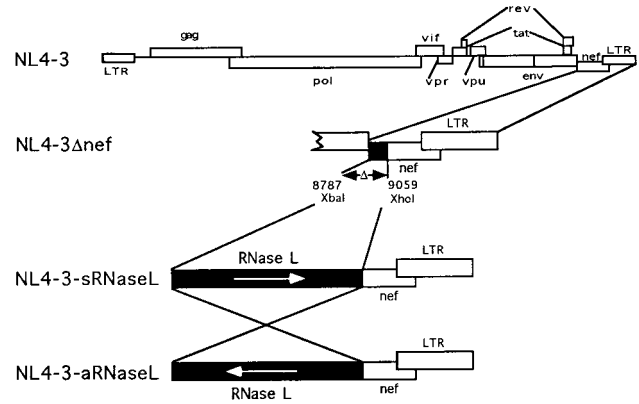 rev
gag vif tat
NL4-3 nef LTR
LTR pol vpr vpu env
LTR
NL4-3Δnef
nef
Δ
8787 9059
XbaI XhoI
RNase L LTR
NL4-3-sRNaseL
nef
LTR
NL4-3-aRNaseL
nef
RNase L